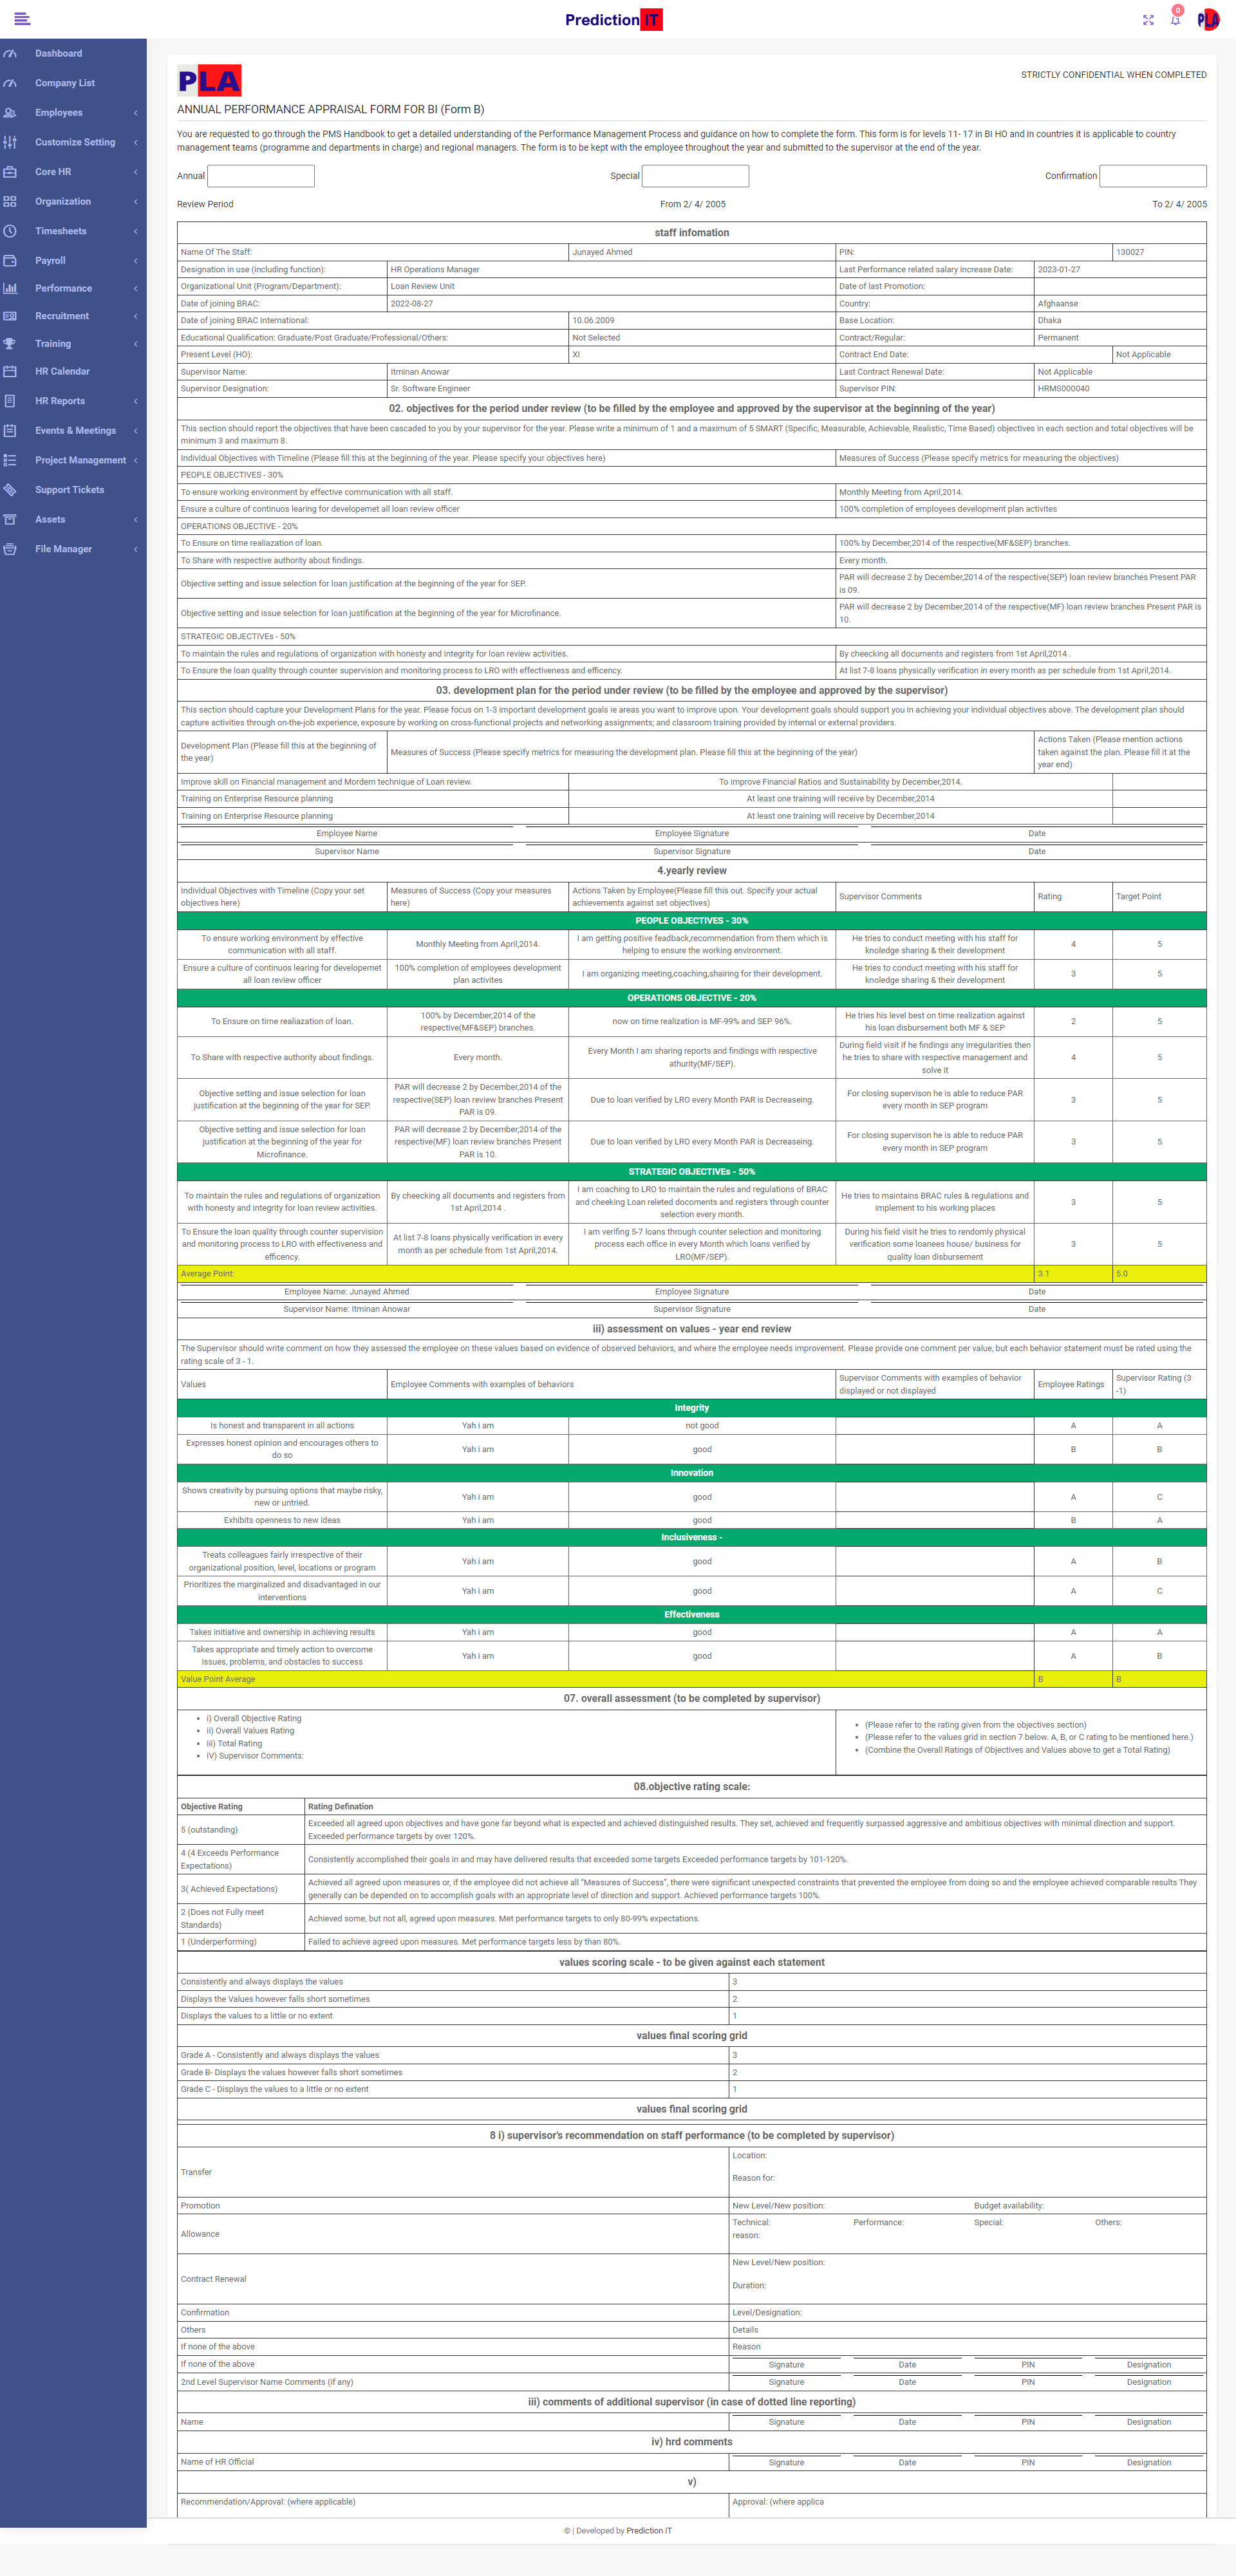 Prediction IT
0
PLA
Dashboard
Company List
Employees
Customize Setting
Core HR
Organization
Timesheets
Payroll
Performance
Recruitment
Training
HR Calendar
HR Reports
Events & Meetings
Project Management
Support Tickets
Assets
File Manager
PLA
STRICTLY CONFIDENTIAL WHEN COMPLETED
ANNUAL PERFORMANCE APPRAISAL FORM FOR BI (Form B)
You are requested to go through the PMS Handbook to get a detailed understanding of the Performance Management Process and guidance on how to complete the form. This form is for levels 11- 17 in BI HO and in countries it is applicable to country
management teams (programme and departments in charge) and regional managers. The form is to be kept with the employee throughout the year and submitted to the supervisor at the end of the year.
Annual Special Confirmation
Review Period From 2/ 4/ 2005 To 2/ 4/ 2005
staff infomation
Name Of The Staff: Junayed Ahmed PIN: 130027
Designation in use (including function): HR Operations Manager Last Performance related salary increase Date: 2023-01-27
Organizational Unit (Program/Department): Loan Review Unit Date of last Promotion:
Date of joining BRAC: 2022-08-27 Country: Afghaanse
Date of joining BRAC International: 10.06.2009 Base Location: Dhaka
Educational Qualification: Graduate/Post Graduate/Professional/Others: Not Selected Contract/Regular: Permanent
Present Level (HO): XI Contract End Date: Not Applicable
Supervisor Name: Itminan Anowar Last Contract Renewal Date: Not Applicable
Supervisor Designation: Sr. Software Engineer Supervisor PIN: HRMS000040
02. objectives for the period under review (to be filled by the employee and approved by the supervisor at the beginning of the year)
This section should report the objectives that have been cascaded to you by your supervisor for the year. Please write a minimum of 1 and a maximum of 5 SMART (Specific, Measurable, Achievable, Realistic, Time Based) objectives in each section and total objectives will be
minimum 3 and maximum 8.
Individual Objectives with Timeline (Please fill this at the beginning of the year. Please specify your objectives here) Measures of Success (Please specify metrics for measuring the objectives)
PEOPLE OBJECTIVES - 30%
To ensure working environment by effective communication with all staff. Monthly Meeting from April,2014.
Ensure a culture of continuos learing for developemet all loan review officer 100% completion of employees development plan activites
OPERATIONS OBJECTIVE - 20%
To Ensure on time realiazation of loan. 100% by December,2014 of the respective(MF&SEP) branches.
To Share with respective authority about findings. Every month.
Objective setting and issue selection for loan justification at the beginning of the year for SEP. PAR will decrease 2 by December,2014 of the respective(SEP) loan review branches Present PAR
is 09.
Objective setting and issue selection for loan justification at the beginning of the year for Microfinance. PAR will decrease 2 by December,2014 of the respective(MF) loan review branches Present PAR is
10.
STRATEGIC OBJECTIVEs - 50%
To maintain the rules and regulations of organization with honesty and integrity for loan review activities. By cheecking all documents and registers from 1st April,2014 .
To Ensure the loan quality through counter supervision and monitoring process to LRO with effectiveness and efficency. At list 7-8 loans physically verification in every month as per schedule from 1st April,2014.
03. development plan for the period under review (to be filled by the employee and approved by the supervisor)
This section should capture your Development Plans for the year. Please focus on 1-3 important development goals ie areas you want to improve upon. Your development goals should support you in achieving your individual objectives above. The development plan should
capture activities through on-the-job experience, exposure by working on cross-functional projects and networking assignments; and classroom training provided by internal or external providers.
Development Plan (Please fill this at the beginning of
the year)
Measures of Success (Please specify metrics for measuring the development plan. Please fill this at the beginning of the year)
Actions Taken (Please mention actions
taken against the plan. Please fill it at the
year end)
Improve skill on Financial management and Mordern technique of Loan review. To improve Financial Ratios and Sustainability by December,2014.
Training on Enterprise Resource planning At least one training will receive by December,2014
Training on Enterprise Resource planning At least one training will receive by December,2014
Employee Name Employee Signature Date
Supervisor Name Supervisor Signature Date
4.yearly review
Individual Objectives with Timeline (Copy your set
objectives here)
Measures of Success (Copy your measures
here)
Actions Taken by Employee(Please fill this out. Specify your actual
achievements against set objectives)
Supervisor Comments
Rating
Target Point
PEOPLE OBJECTIVES - 30%
To ensure working environment by effective
communication with all staff.
Monthly Meeting from April,2014.
I am getting positive feadback,recommendation from them which is
helping to ensure the working environment.
He tries to conduct meeting with his staff for
knoledge sharing & their development
4
5
Ensure a culture of continuos learing for developemet
all loan review officer
100% completion of employees development
plan activites
I am organizing meeting,coaching,shairing for their development.
He tries to conduct meeting with his staff for
knoledge sharing & their development
3
5
OPERATIONS OBJECTIVE - 20%
To Ensure on time realiazation of loan.
100% by December,2014 of the
respective(MF&SEP) branches.
now on time realization is MF-99% and SEP 96%.
He tries his level best on time realization against
his loan disbursement both MF & SEP
2
5
To Share with respective authority about findings.
Every month.
Every Month I am sharing reports and findings with respective
athurity(MF/SEP).
During field visit if he findings any irregularities then
he tries to share with respective management and
solve it
4
5
Objective setting and issue selection for loan
justification at the beginning of the year for SEP.
PAR will decrease 2 by December,2014 of the
respective(SEP) loan review branches Present
PAR is 09.
Due to loan verified by LRO every Month PAR is Decreaseing.
For closing supervison he is able to reduce PAR
every month in SEP program
3
5
Objective setting and issue selection for loan
justification at the beginning of the year for
Microfinance.
PAR will decrease 2 by December,2014 of the
respective(MF) loan review branches Present
PAR is 10.
Due to loan verified by LRO every Month PAR is Decreaseing.
For closing supervison he is able to reduce PAR
every month in SEP program
3
5
STRATEGIC OBJECTIVEs - 50%
To maintain the rules and regulations of organization
with honesty and integrity for loan review activities.
By cheecking all documents and registers from
1st April,2014 .
I am coaching to LRO to maintain the rules and regulations of BRAC
and cheeking Loan releted docoments and registers through counter
selection every month.
He tries to maintains BRAC rules & regulations and
implement to his working places
3
5
To Ensure the loan quality through counter supervision
and monitoring process to LRO with effectiveness and
efficency.
At list 7-8 loans physically verification in every
month as per schedule from 1st April,2014.
I am verifing 5-7 loans through counter selection and monitoring
process each office in every Month which loans verified by
LRO(MF/SEP).
During his field visit he tries to rendomly physical
verification some loanees house/ business for
quality loan disbursement
3
5
Average Point: 3.1 5.0
Employee Name: Junayed Ahmed Employee Signature Date
Supervisor Name: Itminan Anowar Supervisor Signature Date
iii) assessment on values - year end review
The Supervisor should write comment on how they assessed the employee on these values based on evidence of observed behaviors, and where the employee needs improvement. Please provide one comment per value, but each behavior statement must be rated using the
rating scale of 3 - 1.
Values
Employee Comments with examples of behaviors
Supervisor Comments with examples of behavior
displayed or not displayed
Employee Ratings
Supervisor Rating (3
-1)
Integrity
Is honest and transparent in all actions Yah i am not good A A
Expresses honest opinion and encourages others to
do so
Yah i am good B B
Innovation
Shows creativity by pursuing options that maybe risky,
new or untried.
Yah i am good A C
Exhibits openness to new ideas Yah i am good B A
Inclusiveness -
Treats colleagues fairly irrespective of their
organizational position, level, locations or program
Yah i am good A B
Prioritizes the marginalized and disadvantaged in our
interventions
Yah i am good A C
Effectiveness
Takes initiative and ownership in achieving results Yah i am good A A
Takes appropriate and timely action to overcome
issues, problems, and obstacles to success
Yah i am good A B
Value Point Average B B
07. overall assessment (to be completed by supervisor)
• i) Overall Objective Rating
• ii) Overall Values Rating
• iii) Total Rating
• iV) Supervisor Comments:
• (Please refer to the rating given from the objectives section)
• (Please refer to the values grid in section 7 below. A, B, or C rating to be mentioned here.)
• (Combine the Overall Ratings of Objectives and Values above to get a Total Rating)
08.objective rating scale:
Objective Rating Rating Defination
5 (outstanding)
Exceeded all agreed upon objectives and have gone far beyond what is expected and achieved distinguished results. They set, achieved and frequently surpassed aggressive and ambitious objectives with minimal direction and support.
Exceeded performance targets by over 120%.
4 (4 Exceeds Performance
Expectations)
Consistently accomplished their goals in and may have delivered results that exceeded some targets Exceeded performance targets by 101-120%.
3( Achieved Expectations)
Achieved all agreed upon measures or, if the employee did not achieve all “Measures of Success”, there were significant unexpected constraints that prevented the employee from doing so and the employee achieved comparable results They
generally can be depended on to accomplish goals with an appropriate level of direction and support. Achieved performance targets 100%.
2 (Does not Fully meet
Standards)
Achieved some, but not all, agreed upon measures. Met performance targets to only 80-99% expectations.
1 (Underperforming) Failed to achieve agreed upon measures. Met performance targets less by than 80%.
values scoring scale - to be given against each statement
Consistently and always displays the values 3
Displays the Values however falls short sometimes 2
Displays the values to a little or no extent 1
values final scoring grid
Grade A - Consistently and always displays the values 3
Grade B- Displays the values however falls short sometimes 2
Grade C - Displays the values to a little or no extent 1
values final scoring grid
8 i) supervisor's recommendation on staff performance (to be completed by supervisor)
Transfer
Location:
Reason for:
Promotion New Level/New position: Budget availability:
Allowance
Technical: Performance: Special: Others:
reason:
Contract Renewal
New Level/New position:
Duration:
Confirmation Level/Designation:
Others Details
If none of the above Reason
If none of the above Signature Date PIN Designation
2nd Level Supervisor Name Comments (if any) Signature Date PIN Designation
iii) comments of additional supervisor (in case of dotted line reporting)
Name Signature Date PIN Designation
iv) hrd comments
Name of HR Official Signature Date PIN Designation
v)
Recommendation/Approval: (where applicable) Approval: (where applica
© | Developed by Prediction IT